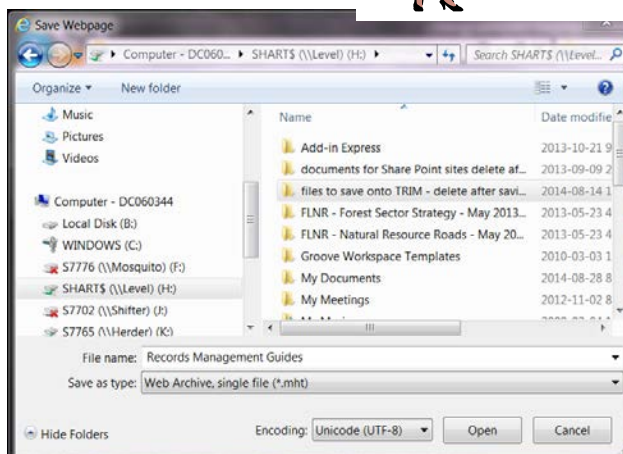 Save Webpage
Computer - DC060... SHART$ (\\Level) (H:)
Search SHART$ (\\Level...
Organize New folder
Music
Pictures
Videos
Computer - DC060344
Local Disk (B:)
WINDOWS (C:)
S7776 (\\Mosquito) (F:)
SHART$ (\\Level) (H:)
S7702 (\\Shifter) (J:)
S7765 (\\Herder) (K:)
Name Date modifie
Add-in Express 2013-10-21 9
documents for Share Point sites delete af... 2013-09-09 2
files to save onto TRIM - delete after savi... 2014-08-14 1
FLNR - Forest Sector Strategy - May 2013... 2013-05-23 4
FLNR - Natural Resource Roads - May 20... 2013-05-23 4
Groove Workspace Templates 2010-03-03 1
My Documents 2014-08-28 8
My Meetings 2012-11-02 8
File name: Records Management Guides
Save as type: Web Archive, single file (*.mht)
Hide Folders
Encoding: Unicode (UTF-8) Open Cancel